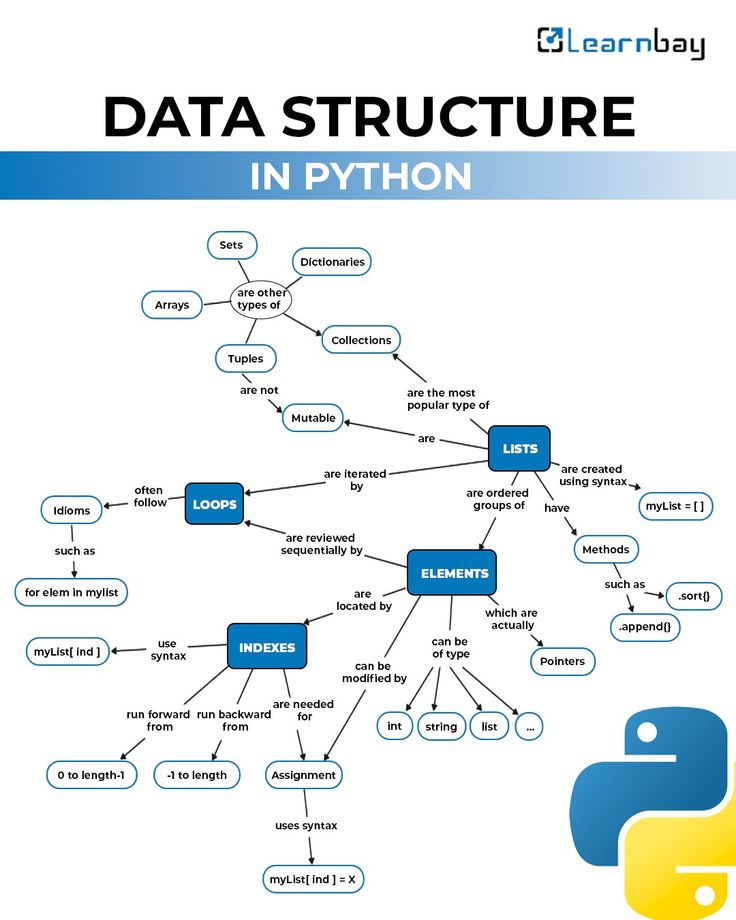 Learnbay
DATA STRUCTURE
IN PYTHON
Sets
Dictionaries
are other
types of
Arrays
Collections
Tuples
are not
are the most
popular type of
Mutable
are
LISTS
are iterated
by
are created
using syntax
often
follow
LOOPS
are ordered
groups of
have
myList = [ ]
Idioms
are reviewed
sequentially by
Methods
such as
ELEMENTS
such as
for elem in mylist
are
located by
which are
actually
.sort{}
.append{}
use
syntax
INDEXES
can be
of type
myList[ ind ]
can be
modified by
Pointers
run forward
from
run backward
from
are needed
for
int
string
list
...
0 to length-1
-1 to length
Assignment
uses syntax
myList[ ind ] = X